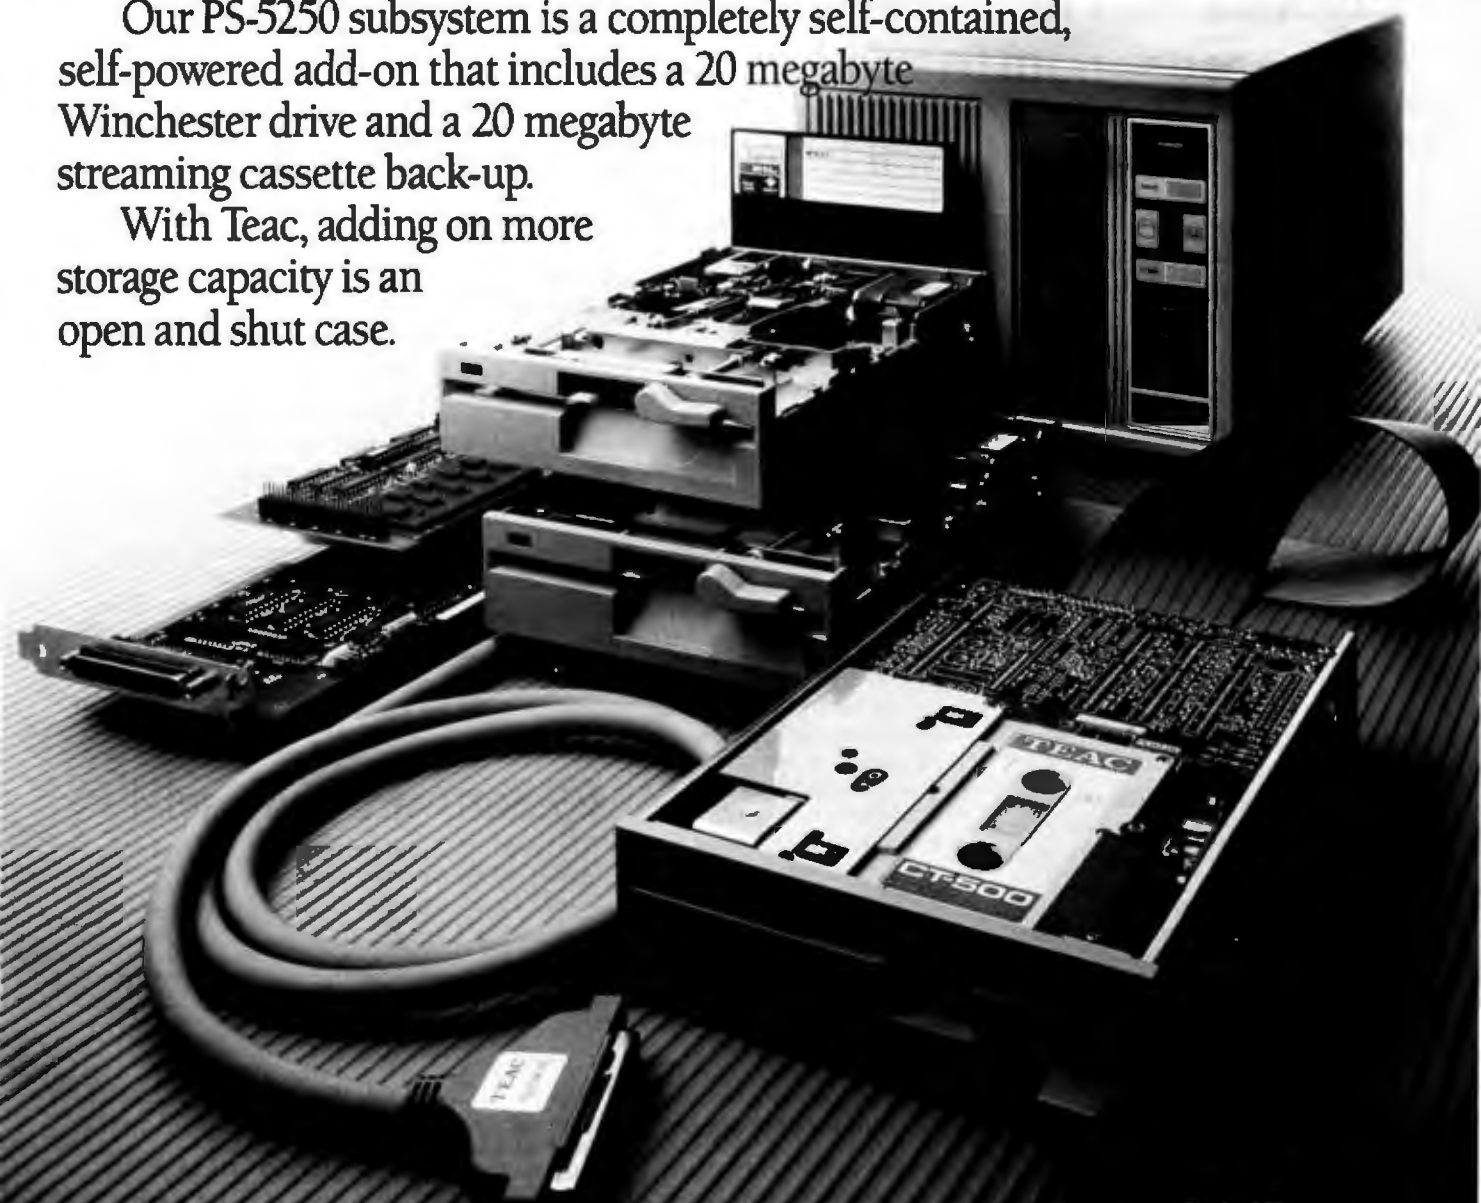 Our PS-5250 subsystem is a completely self-contained,
self-powered add-on that includes a 20 megabyte
Winchester drive and a 20 megabyte
streaming cassette back-up.
With Teac, adding on more
storage capacity is an
open and shut case.
TEAC
CT-500
TEAC